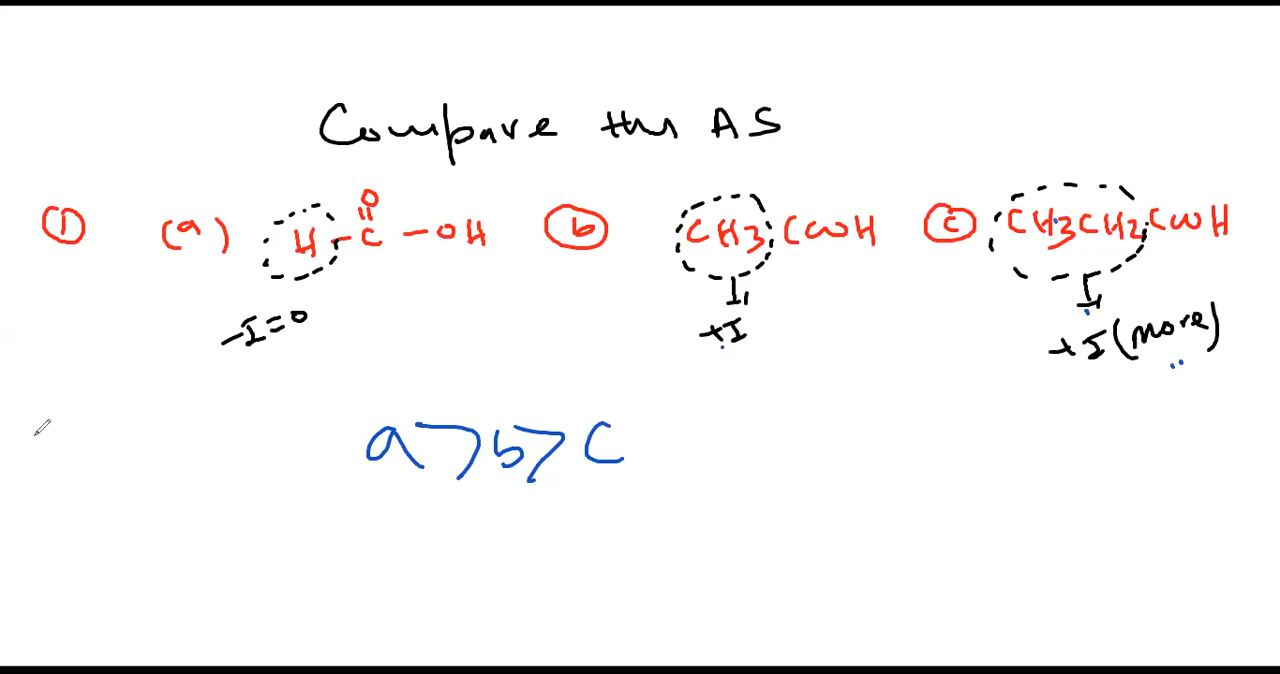 Compare the AS
① (a) H-C-OH ⓑ CH3COOH ⓒ CH3CH2COOH
O
-I=0 +I +I (more)
a>b>c